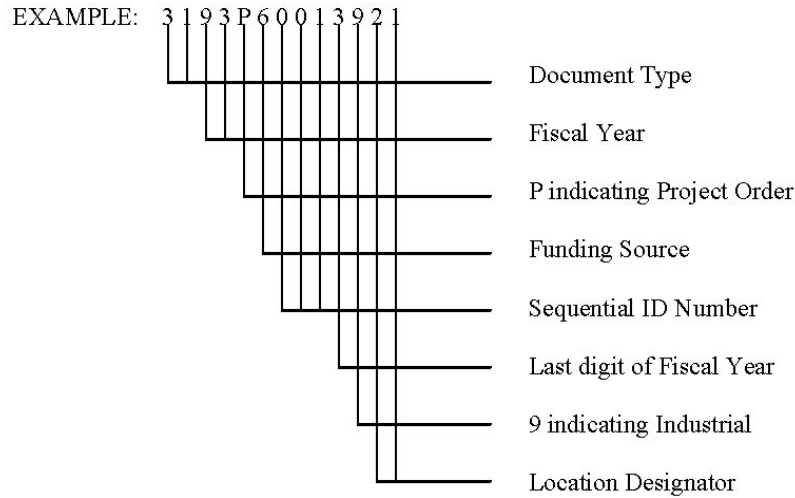 EXAMPLE: 3 1 9 3 P 6 0 0 1 3 9 2 1
Document Type
Fiscal Year
P indicating Project Order
Funding Source
Sequential ID Number
Last digit of Fiscal Year
9 indicating Industrial
Location Designator